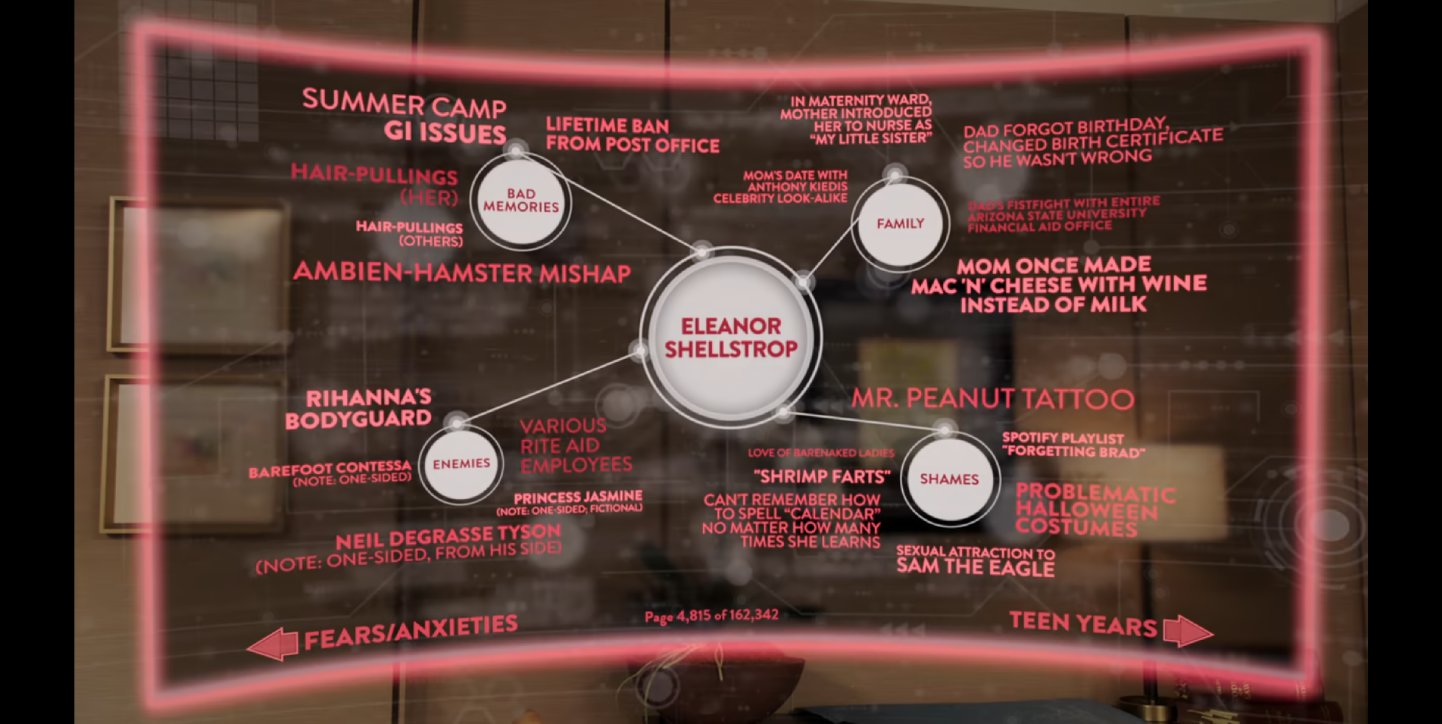 SUMMER CAMP
GI ISSUES
LIFETIME BAN
FROM POST OFFICE
HAIR-PULLINGS
(HER)
HAIR-PULLINGS
(OTHERS)
AMBIEN-HAMSTER MISHAP
BAD
MEMORIES
IN MATERNITY WARD,
MOTHER INTRODUCED
HER TO NURSE AS
"MY LITTLE SISTER"
DAD FORGOT BIRTHDAY,
CHANGED BIRTH CERTIFICATE
SO HE WASN'T WRONG
MOM'S DATE WITH
ANTHONY KIEDIS
CELEBRITY LOOK-ALIKE
FAMILY
DAD'S FISTFIGHT WITH ENTIRE
ARIZONA STATE UNIVERSITY
FINANCIAL AID OFFICE
MOM ONCE MADE
MAC 'N' CHEESE WITH WINE
INSTEAD OF MILK
ELEANOR
SHELLSTROP
RIHANNA'S
BODYGUARD
VARIOUS
RITE AID
EMPLOYEES
BAREFOOT CONTESSA
(NOTE: ONE-SIDED)
ENEMIES
PRINCESS JASMINE
(NOTE: ONE-SIDED; FICTIONAL)
NEIL DEGRASSE TYSON
(NOTE: ONE-SIDED, FROM HIS SIDE)
MR. PEANUT TATTOO
LOVE OF BARENAKED LADIES
"SHRIMP FARTS"
CAN'T REMEMBER HOW
TO SPELL "CALENDAR"
NO MATTER HOW MANY
TIMES SHE LEARNS
SHAMES
SPOTIFY PLAYLIST
"FORGETTING BRAD"
PROBLEMATIC
HALLOWEEN
COSTUMES
SEXUAL ATTRACTION TO
SAM THE EAGLE
FEARS/ANXIETIES
Page 4,815 of 162,342
TEEN YEARS